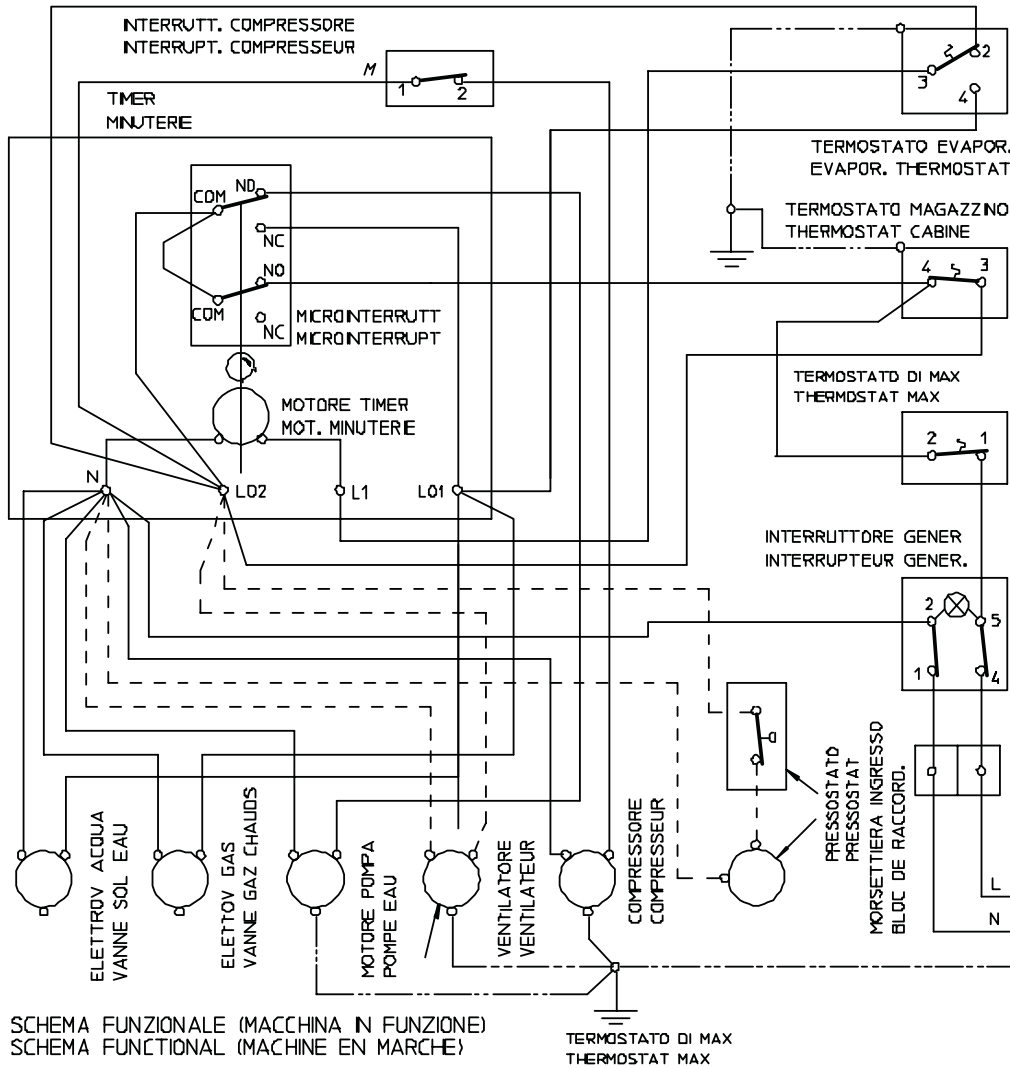 INTERRUTT. COMPRESSORE
INTERRUPT. COMPRESSEUR
M
1
2
2
3
4
TIMER
MINUTERIE
TERMOSTATO EVAPOR.
EVAPOR. THERMOSTAT
COM
NO
NC
NO
COM
NC
MICROINTERRUTT
MICROINTERRUPT
TERMOSTATO MAGAZZINO
THERMOSTAT CABINE
4
3
MOTORE TIMER
MOT. MINUTERIE
TERMOSTATO DI MAX
THERMOSTAT MAX
2
1
N
L02
L1
L01
INTERRUTTORE GENER
INTERRUPTEUR GENER.
2
5
1
4
ELETTROV ACQUA
VANNE SOL EAU
ELETTOV GAS
VANNE GAZ CHAUDS
MOTORE POMPA
POMPE EAU
VENTILATORE
VENTILATEUR
COMPRESSORE
COMPRESSEUR
PRESSOSTATO
PRESSOSTAT
MORSETTIERA INGRESSO
BLOC DE RACCORD.
L
N
SCHEMA FUNZIONALE (MACCHINA IN FUNZIONE)
SCHEMA FUNCTIONAL (MACHINE EN MARCHE)
TERMOSTATO DI MAX
THERMOSTAT MAX